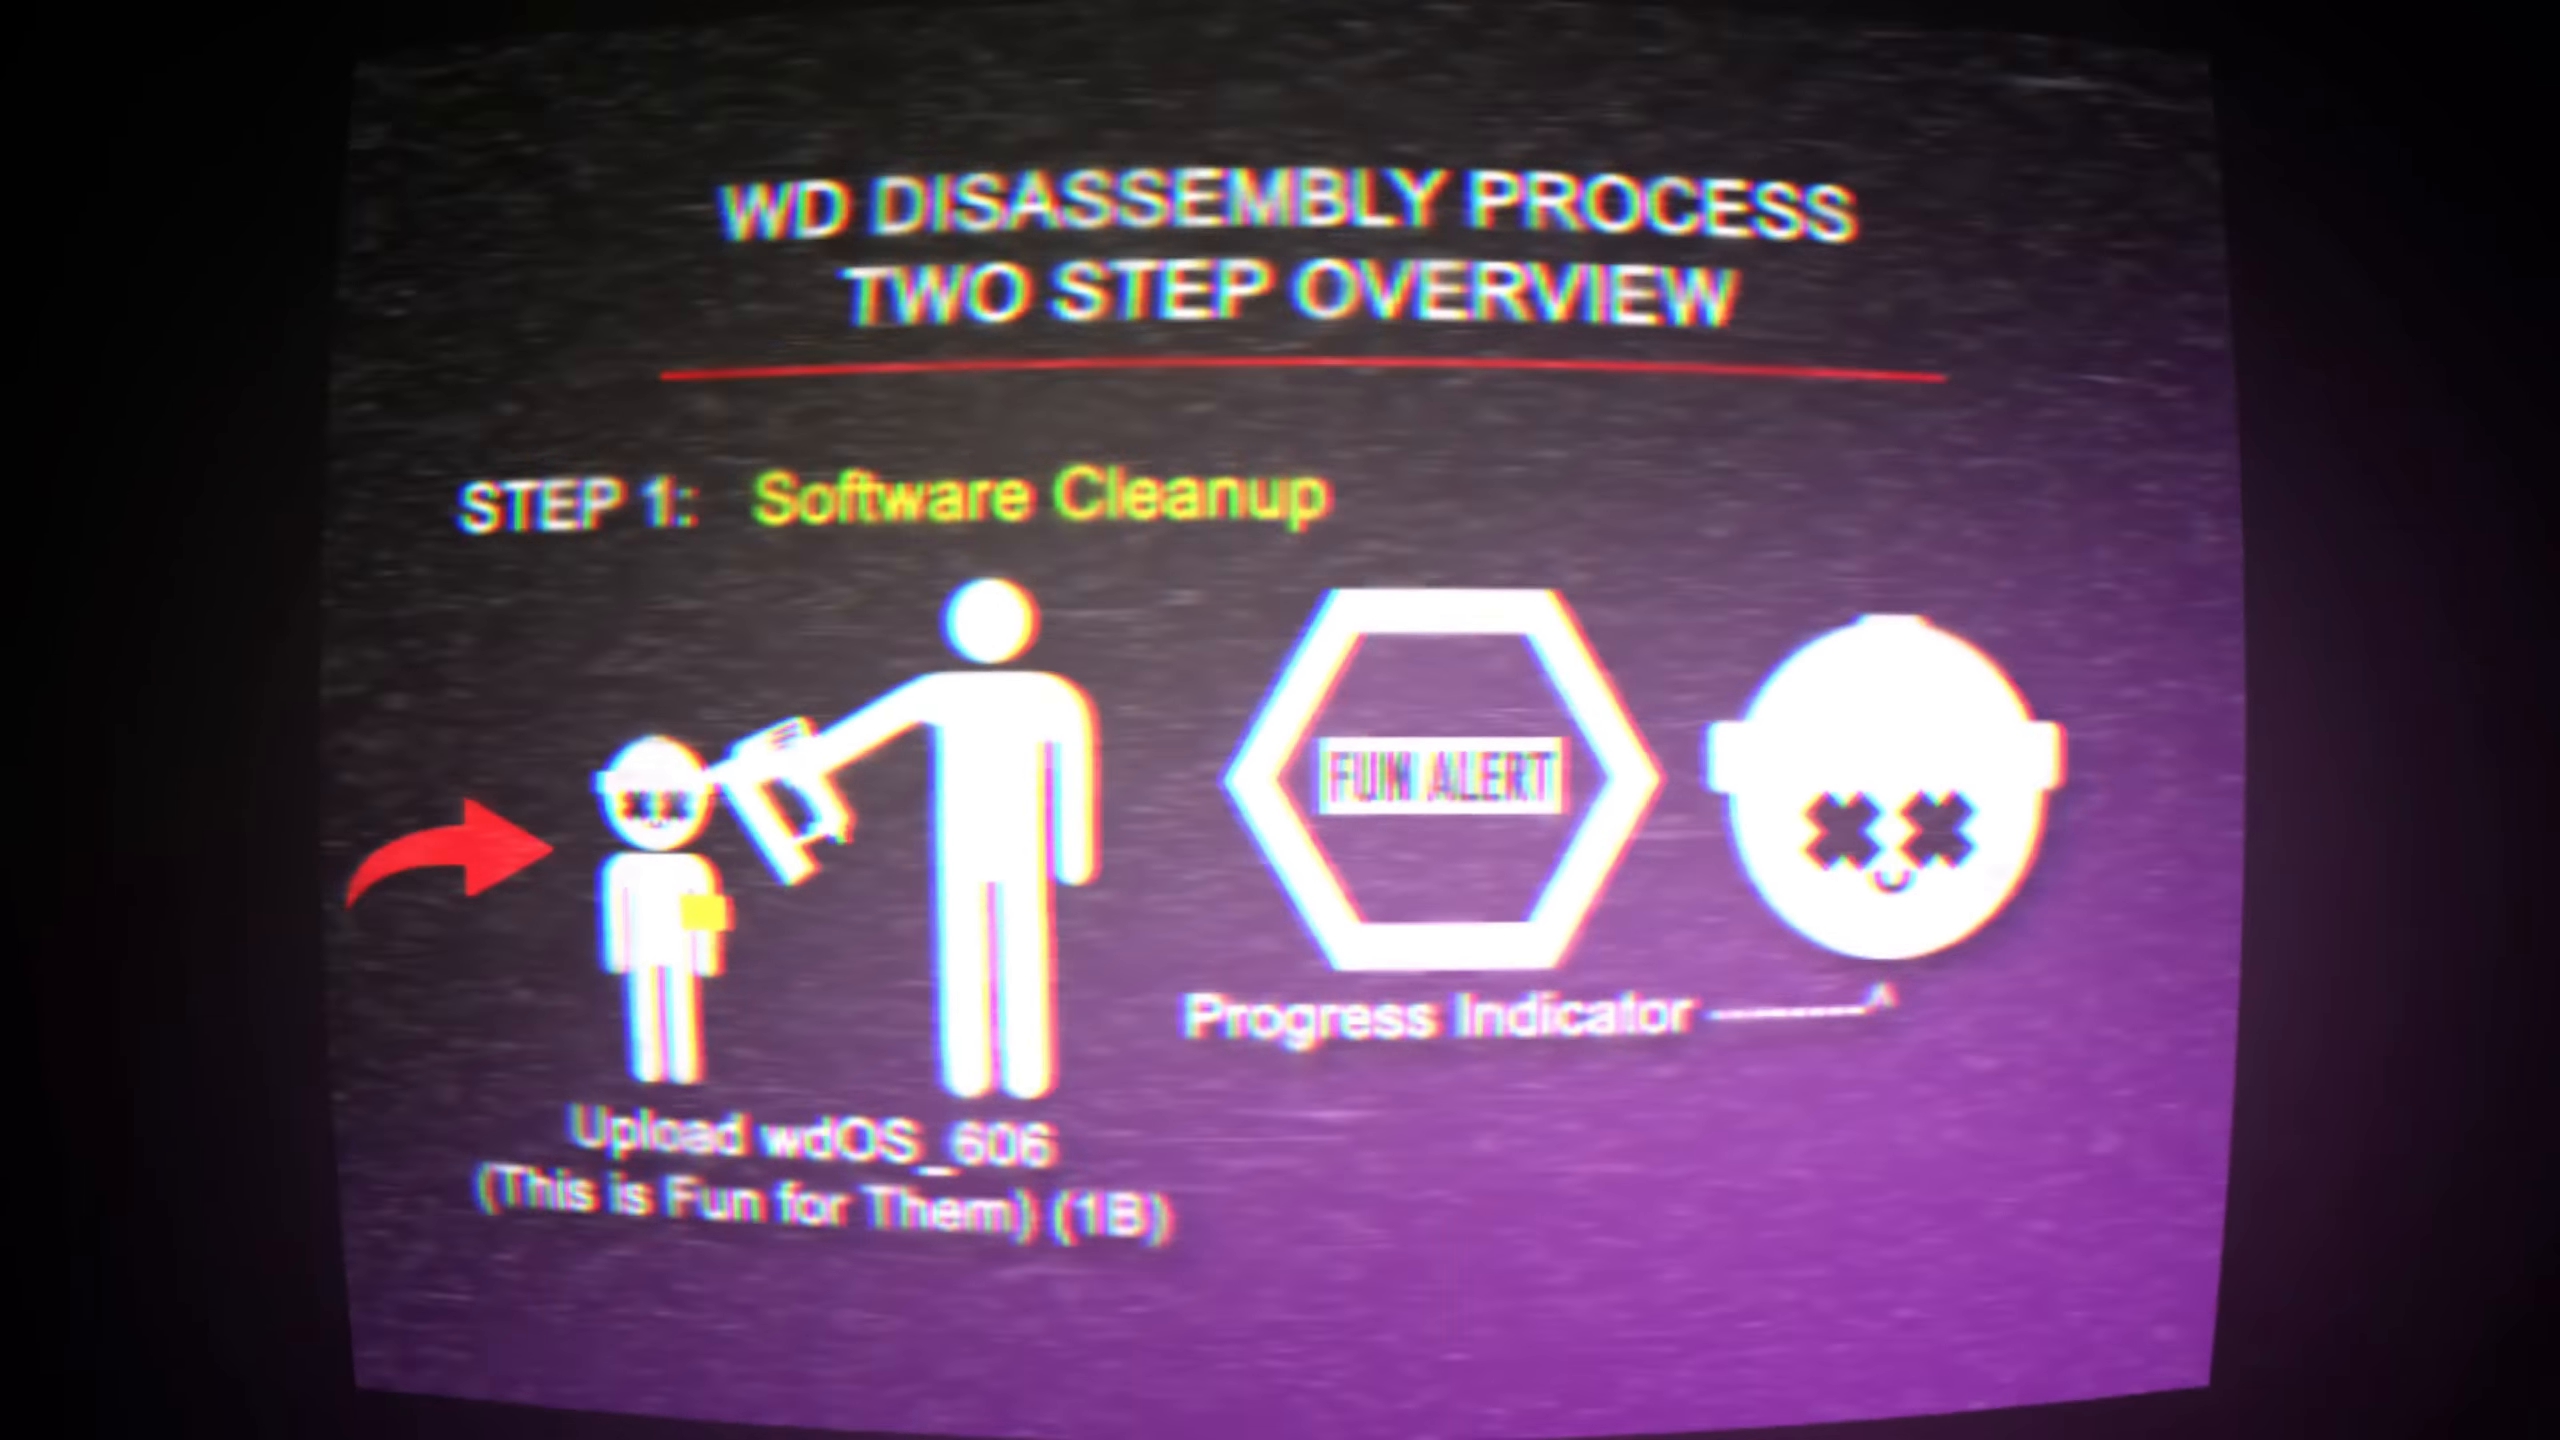 WD DISASSEMBLY PROCESS
TWO STEP OVERVIEW
STEP 1: Software Cleanup
FUN ALERT
Progress Indicator
Upload wdOS_606
(This is Fun for Them) (1B)